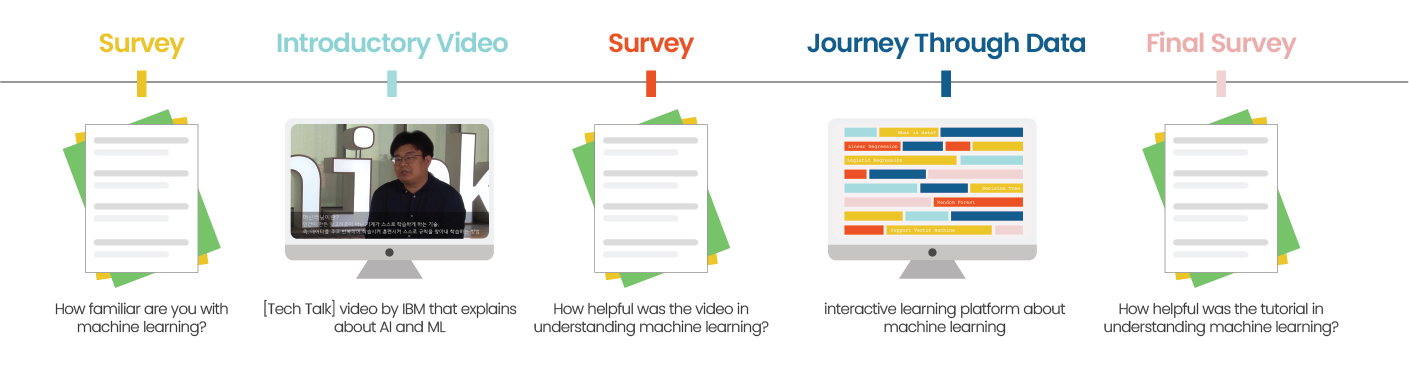 Survey
Introductory Video
Survey
Journey Through Data
Final Survey
think
What is data?
Linear Regression
Logistic Regression
Decision Tree
Random Forest
Support Vector Machine
How familiar are you with
machine learning?
[Tech Talk] video by IBM that explains
about AI and ML
How helpful was the video in
understanding machine learning?
interactive learning platform about
machine learning
How helpful was the tutorial in
understanding machine learning?